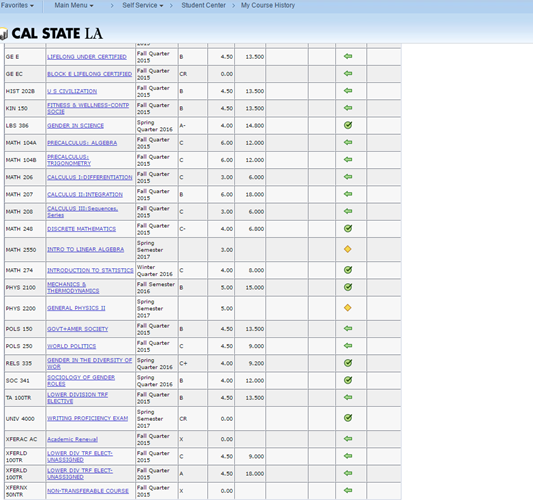 Favorites Main Menu > Self Service > Student Center > My Course History
CAL STATE LA
GE E LIFELONG UNDER CERTIFIED Fall Quarter 2015 B 4.50 13.500
GE EC BLOCK E LIFELONG CERTIFIED Fall Quarter 2015 CR 0.00
HIST 202B U S CIVILIZATION Fall Quarter 2015 B 4.50 13.500
KIN 150 FITNESS & WELLNESS-CONTP SOCIE Fall Quarter 2015 B 4.50 13.500
LBS 386 GENDER IN SCIENCE Spring Quarter 2016 A- 4.00 14.800
MATH 104A PRECALCULUS: ALGEBRA Fall Quarter 2015 C 6.00 12.000
MATH 104B PRECALCULUS: TRIGONOMETRY Fall Quarter 2015 C 6.00 12.000
MATH 206 CALCULUS I:DIFFERENTIATION Fall Quarter 2015 C 3.00 6.000
MATH 207 CALCULUS II:INTEGRATION Fall Quarter 2015 B 6.00 18.000
MATH 208 CALCULUS III:Sequences, Series Fall Quarter 2015 C 3.00 6.000
MATH 248 DISCRETE MATHEMATICS Fall Quarter 2015 C- 4.00 6.800
MATH 2550 INTRO TO LINEAR ALGEBRA Spring Semester 2017 3.00
MATH 274 INTRODUCTION TO STATISTICS Winter Quarter 2016 C 4.00 8.000
PHYS 2100 MECHANICS & THERMODYNAMICS Fall Semester 2016 B 5.00 15.000
PHYS 2200 GENERAL PHYSICS II Spring Semester 2017 5.00
POLS 150 GOVT+AMER SOCIETY Fall Quarter 2015 B 4.50 13.500
POLS 250 WORLD POLITICS Fall Quarter 2015 C 4.50 9.000
RELS 335 GENDER IN THE DIVERSITY OF WOR Spring Quarter 2016 C+ 4.00 9.200
SOC 341 SOCIOLOGY OF GENDER ROLES Spring Quarter 2016 B 4.00 12.000
TA 100TR LOWER DIVISION TRF ELECTIVE Fall Quarter 2015 B 4.50 13.500
UNIV 4000 WRITING PROFICIENCY EXAM Spring Semester 2017 CR 0.00
XFERAC AC Academic Renewal Fall Quarter 2015 X 0.00
XFERLD 100TR LOWER DIV TRF ELECT-UNASSIGNED Fall Quarter 2015 C 4.50 9.000
XFERLD 100TR LOWER DIV TRF ELECT-UNASSIGNED Fall Quarter 2015 A 4.50 18.000
XFERNX 50NTR NON-TRANSFERABLE COURSE Fall Quarter 2015 X 0.00